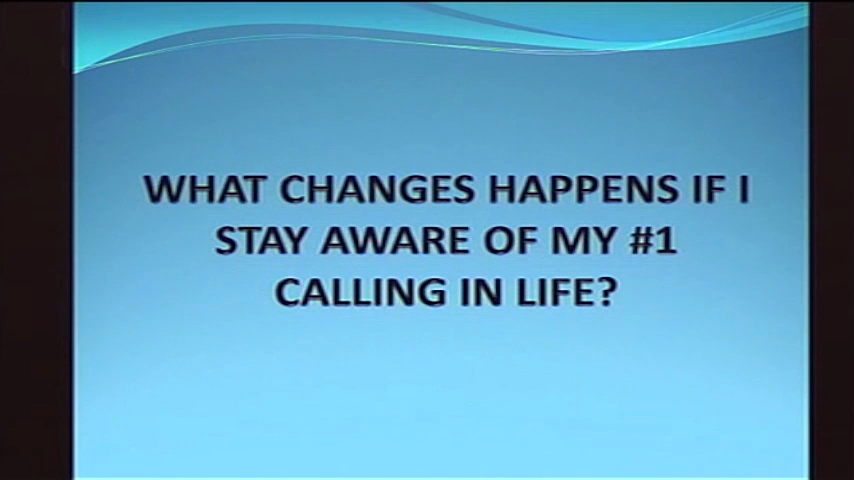 WHAT CHANGES HAPPENS IF I
STAY AWARE OF MY #1
CALLING IN LIFE?